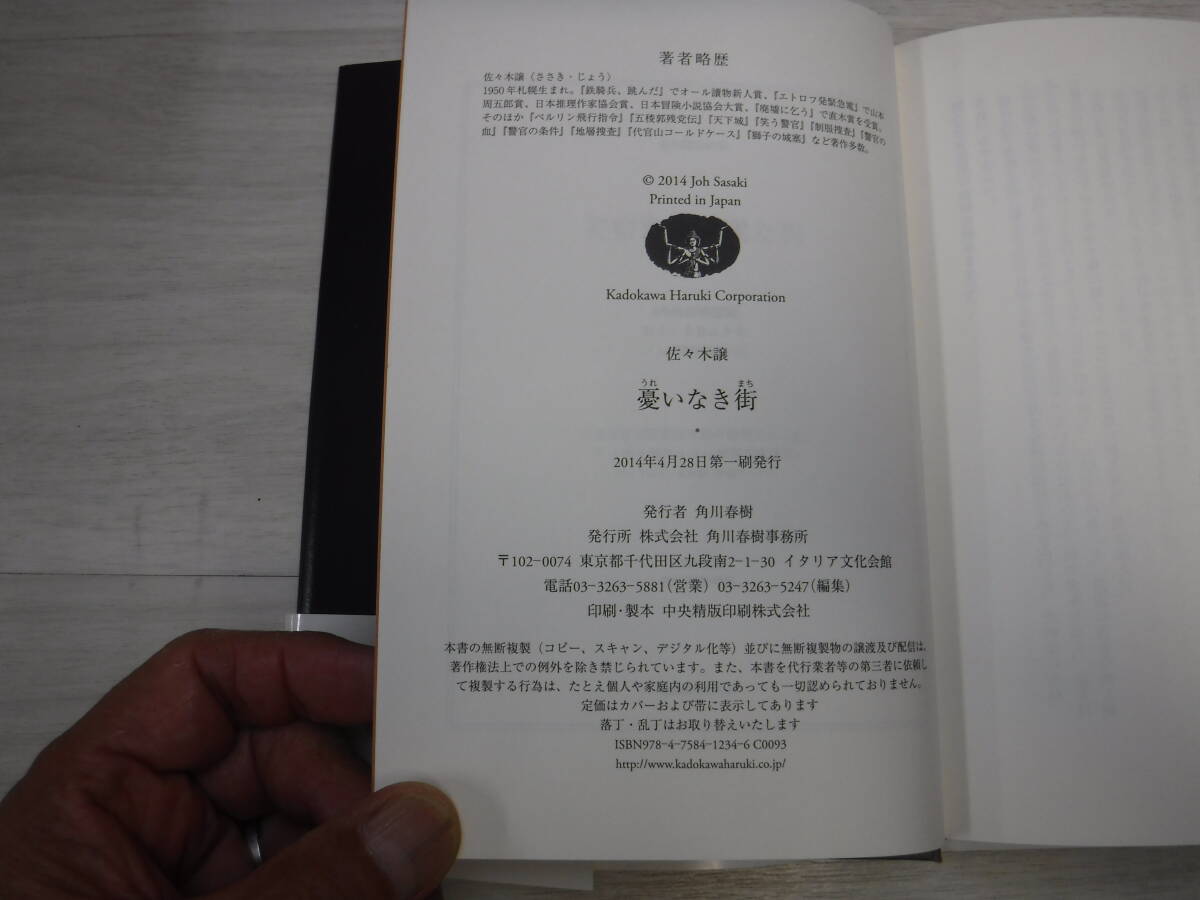 著者略歴
佐々木譲（ささき・じょう）
1950年札幌生まれ。『鉄騎兵、跳んだ』でオール讀物新人賞、『エトロフ発緊急電』で山本
周五郎賞、日本推理作家協会賞、日本冒険小説協会大賞、『廃墟に乞う』で直木賞を受賞。
そのほか『ベルリン飛行指令』『五稜郭残党伝』『天下城』『笑う警官』『制服捜査』『警官の
血』『警官の条件』『地層捜査』『代官山コールドケース』『獅子の城塞』など著作多数。
© 2014 Joh Sasaki
Printed in Japan
Kadokawa Haruki Corporation
佐々木譲
うれ まち
憂いなき街
*
2014年4月28日第一刷発行
発行者 角川春樹
発行所 株式会社 角川春樹事務所
〒102-0074 東京都千代田区九段南2-1-30 イタリア文化会館
電話03-3263-5881（営業） 03-3263-5247（編集）
印刷・製本 中央精版印刷株式会社
本書の無断複製（コピー、スキャン、デジタル化等）並びに無断複製物の譲渡及び配信は、
著作権法上での例外を除き禁じられています。また、本書を代行業者等の第三者に依頼し
て複製する行為は、たとえ個人や家庭内の利用であっても一切認められておりません。
定価はカバーおよび帯に表示してあります
落丁・乱丁はお取り替えいたします
ISBN978-4-7584-1234-6 C0093
http://www.kadokawaharuki.co.jp/